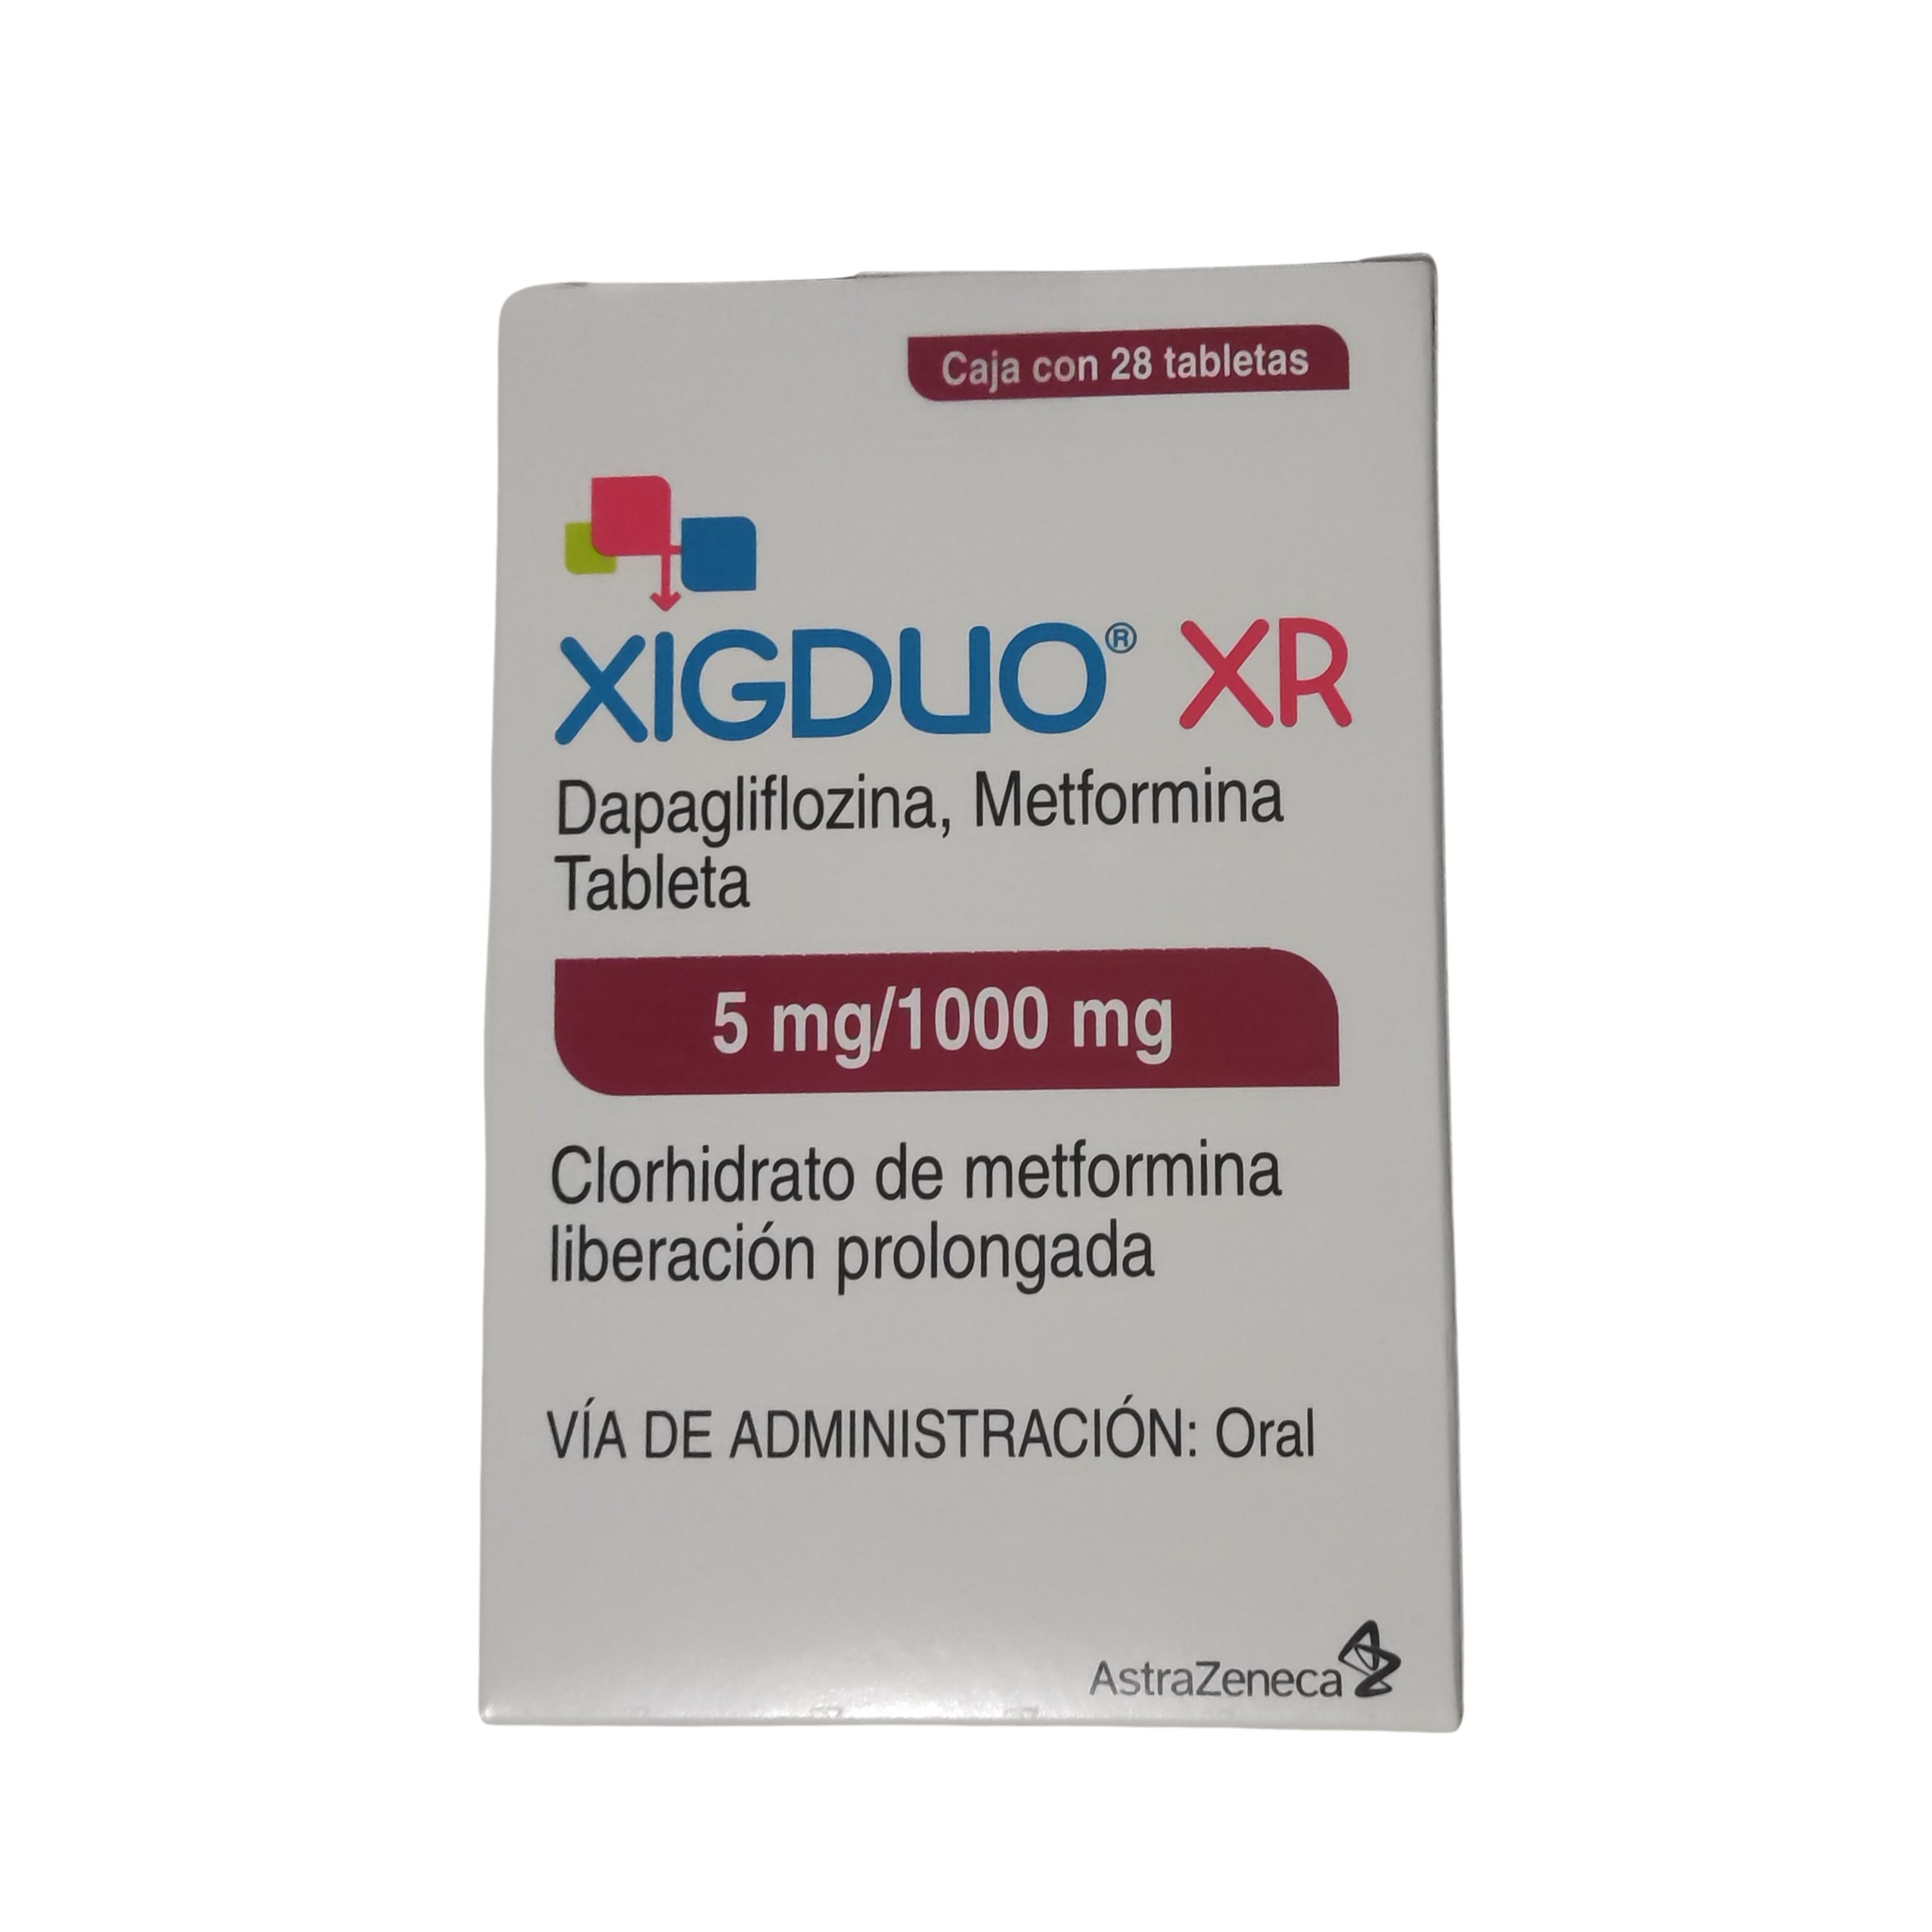 Caja con 28 tabletas
XIGDUO® XR
Dapagliflozina, Metformina
Tableta
5 mg/1000 mg
Clorhidrato de metformina
liberación prolongada
VÍA DE ADMINISTRACIÓN: Oral
AstraZeneca